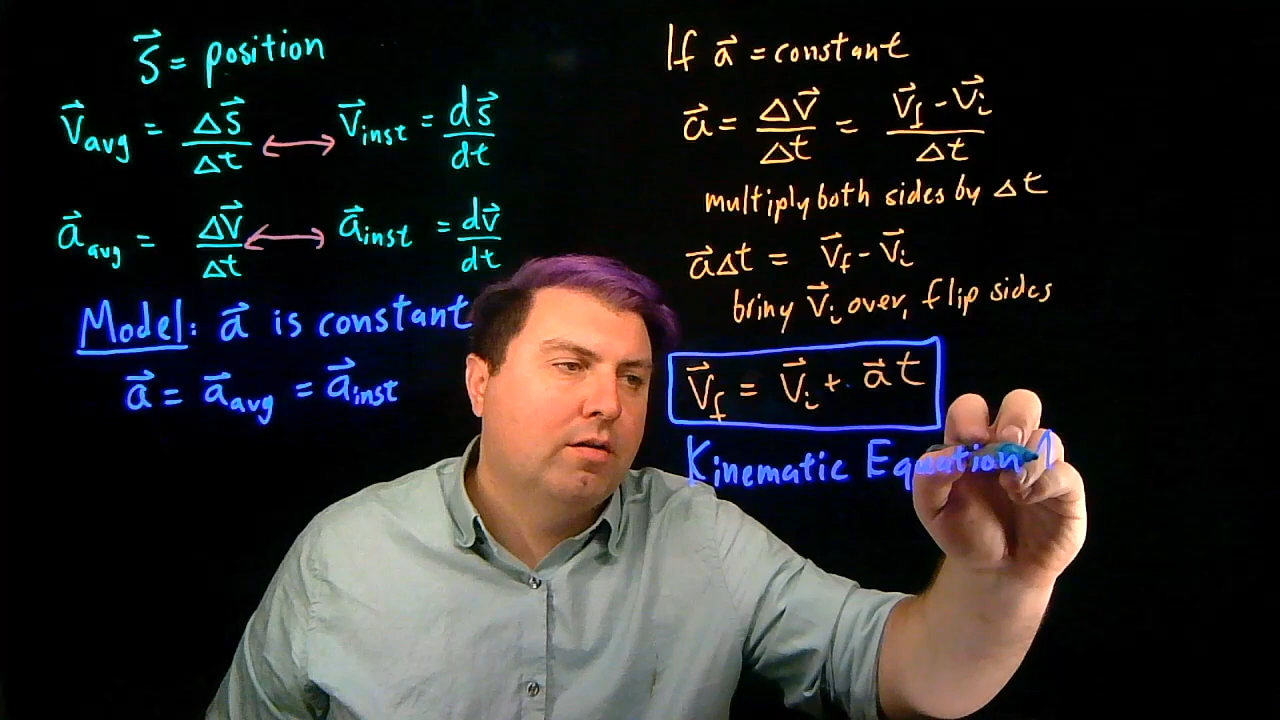 s⃗ = position
v⃗avg = Δs⃗/Δt ↔ v⃗inst = ds⃗/dt
a⃗avg = Δv⃗/Δt ↔ a⃗inst = dv⃗/dt
Model: a⃗ is constant
a⃗ = a⃗avg = a⃗inst
If a⃗ = constant
a⃗ = Δv⃗/Δt = (v⃗f - v⃗i)/Δt
multiply both sides by Δt
a⃗Δt = v⃗f - v⃗i
bring v⃗i over, flip sides
v⃗f = v⃗i + a⃗t
Kinematic Equation 1